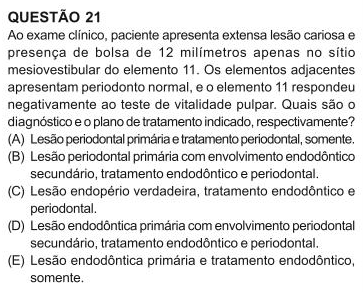 QUESTÃO 21
Ao exame clínico, paciente apresenta extensa lesão cariosa e
presença de bolsa de 12 milímetros apenas no sítio
mesiovestibular do elemento 11. Os elementos adjacentes
apresentam periodonto normal, e o elemento 11 respondeu
negativamente ao teste de vitalidade pulpar. Quais são o
diagnóstico e o plano de tratamento indicado, respectivamente?
(A) Lesão periodontal primária e tratamento periodontal, somente.
(B) Lesão periodontal primária com envolvimento endodôntico
secundário, tratamento endodôntico e periodontal.
(C) Lesão endopério verdadeira, tratamento endodôntico e
periodontal.
(D) Lesão endodôntica primária com envolvimento periodontal
secundário, tratamento endodôntico e periodontal.
(E) Lesão endodôntica primária e tratamento endodôntico,
somente.